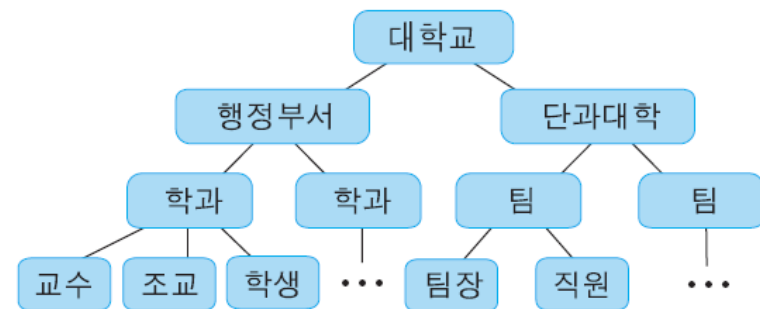 대학교
행정부서 단과대학
학과 학과 팀 팀
교수 조교 학생 ••• 팀장 직원 •••